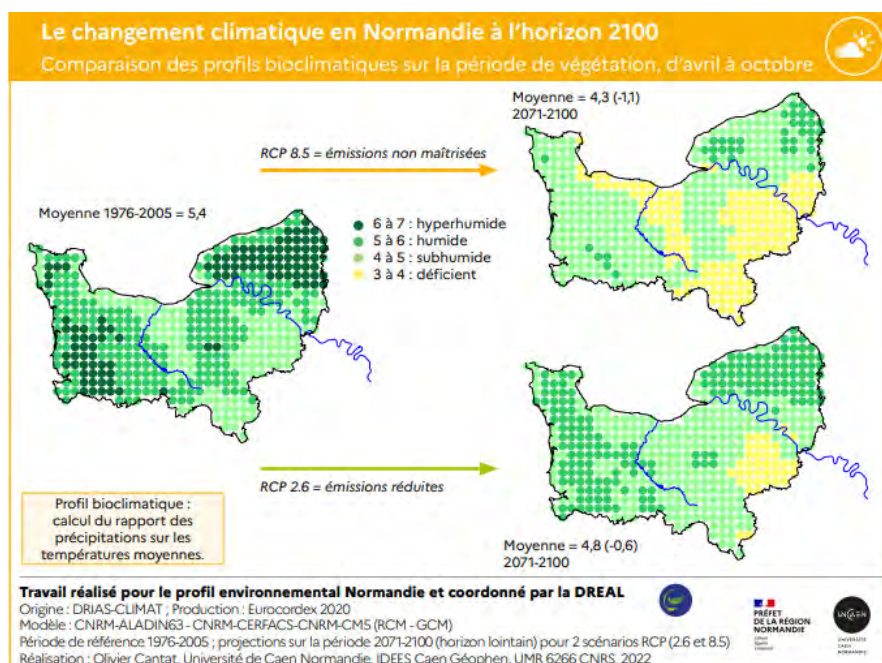 Le changement climatique en Normandie à l'horizon 2100
Comparaison des profils bioclimatiques sur la période de végétation, d'avril à octobre
Moyenne = 4,3 (-1,1)
2071-2100
RCP 8.5 = émissions non maîtrisées
Moyenne 1976-2005 = 5,4
6 à 7 : hyperhumide
5 à 6 : humide
4 à 5 : subhumide
3 à 4 : déficient
RCP 2.6 = émissions réduites
Profil bioclimatique :
calcul du rapport des
précipitations sur les
températures moyennes.
Moyenne = 4,8 (-0,6)
2071-2100
Travail réalisé pour le profil environnemental Normandie et coordonné par la DREAL
Origine : DRIAS-CLIMAT ; Production : Eurocordex 2020
Modèle : CNRM-ALADIN63 - CNRM-CERFACS-CNRM-CM5 (RCM - GCM)
Période de référence 1976-2005 ; projections sur la période 2071-2100 (horizon lointain) pour 2 scénarios RCP (2.6 et 8.5)
Réalisation : Olivier Cantat, Université de Caen Normandie, IDEES Caen Géophen, UMR 6266 CNRS, 2022
PRÉFET
DE LA RÉGION
NORMANDIE
Liberté
Égalité
Fraternité
UNICAEN
UNIVERSITÉ
CAEN
NORMANDIE